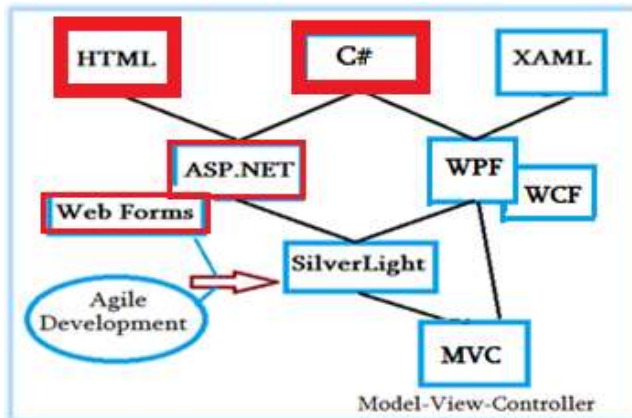 HTML
C#
XAML
ASP.NET
WPF
WCF
Web Forms
SilverLight
Agile
Development
MVC
Model-View-Controller